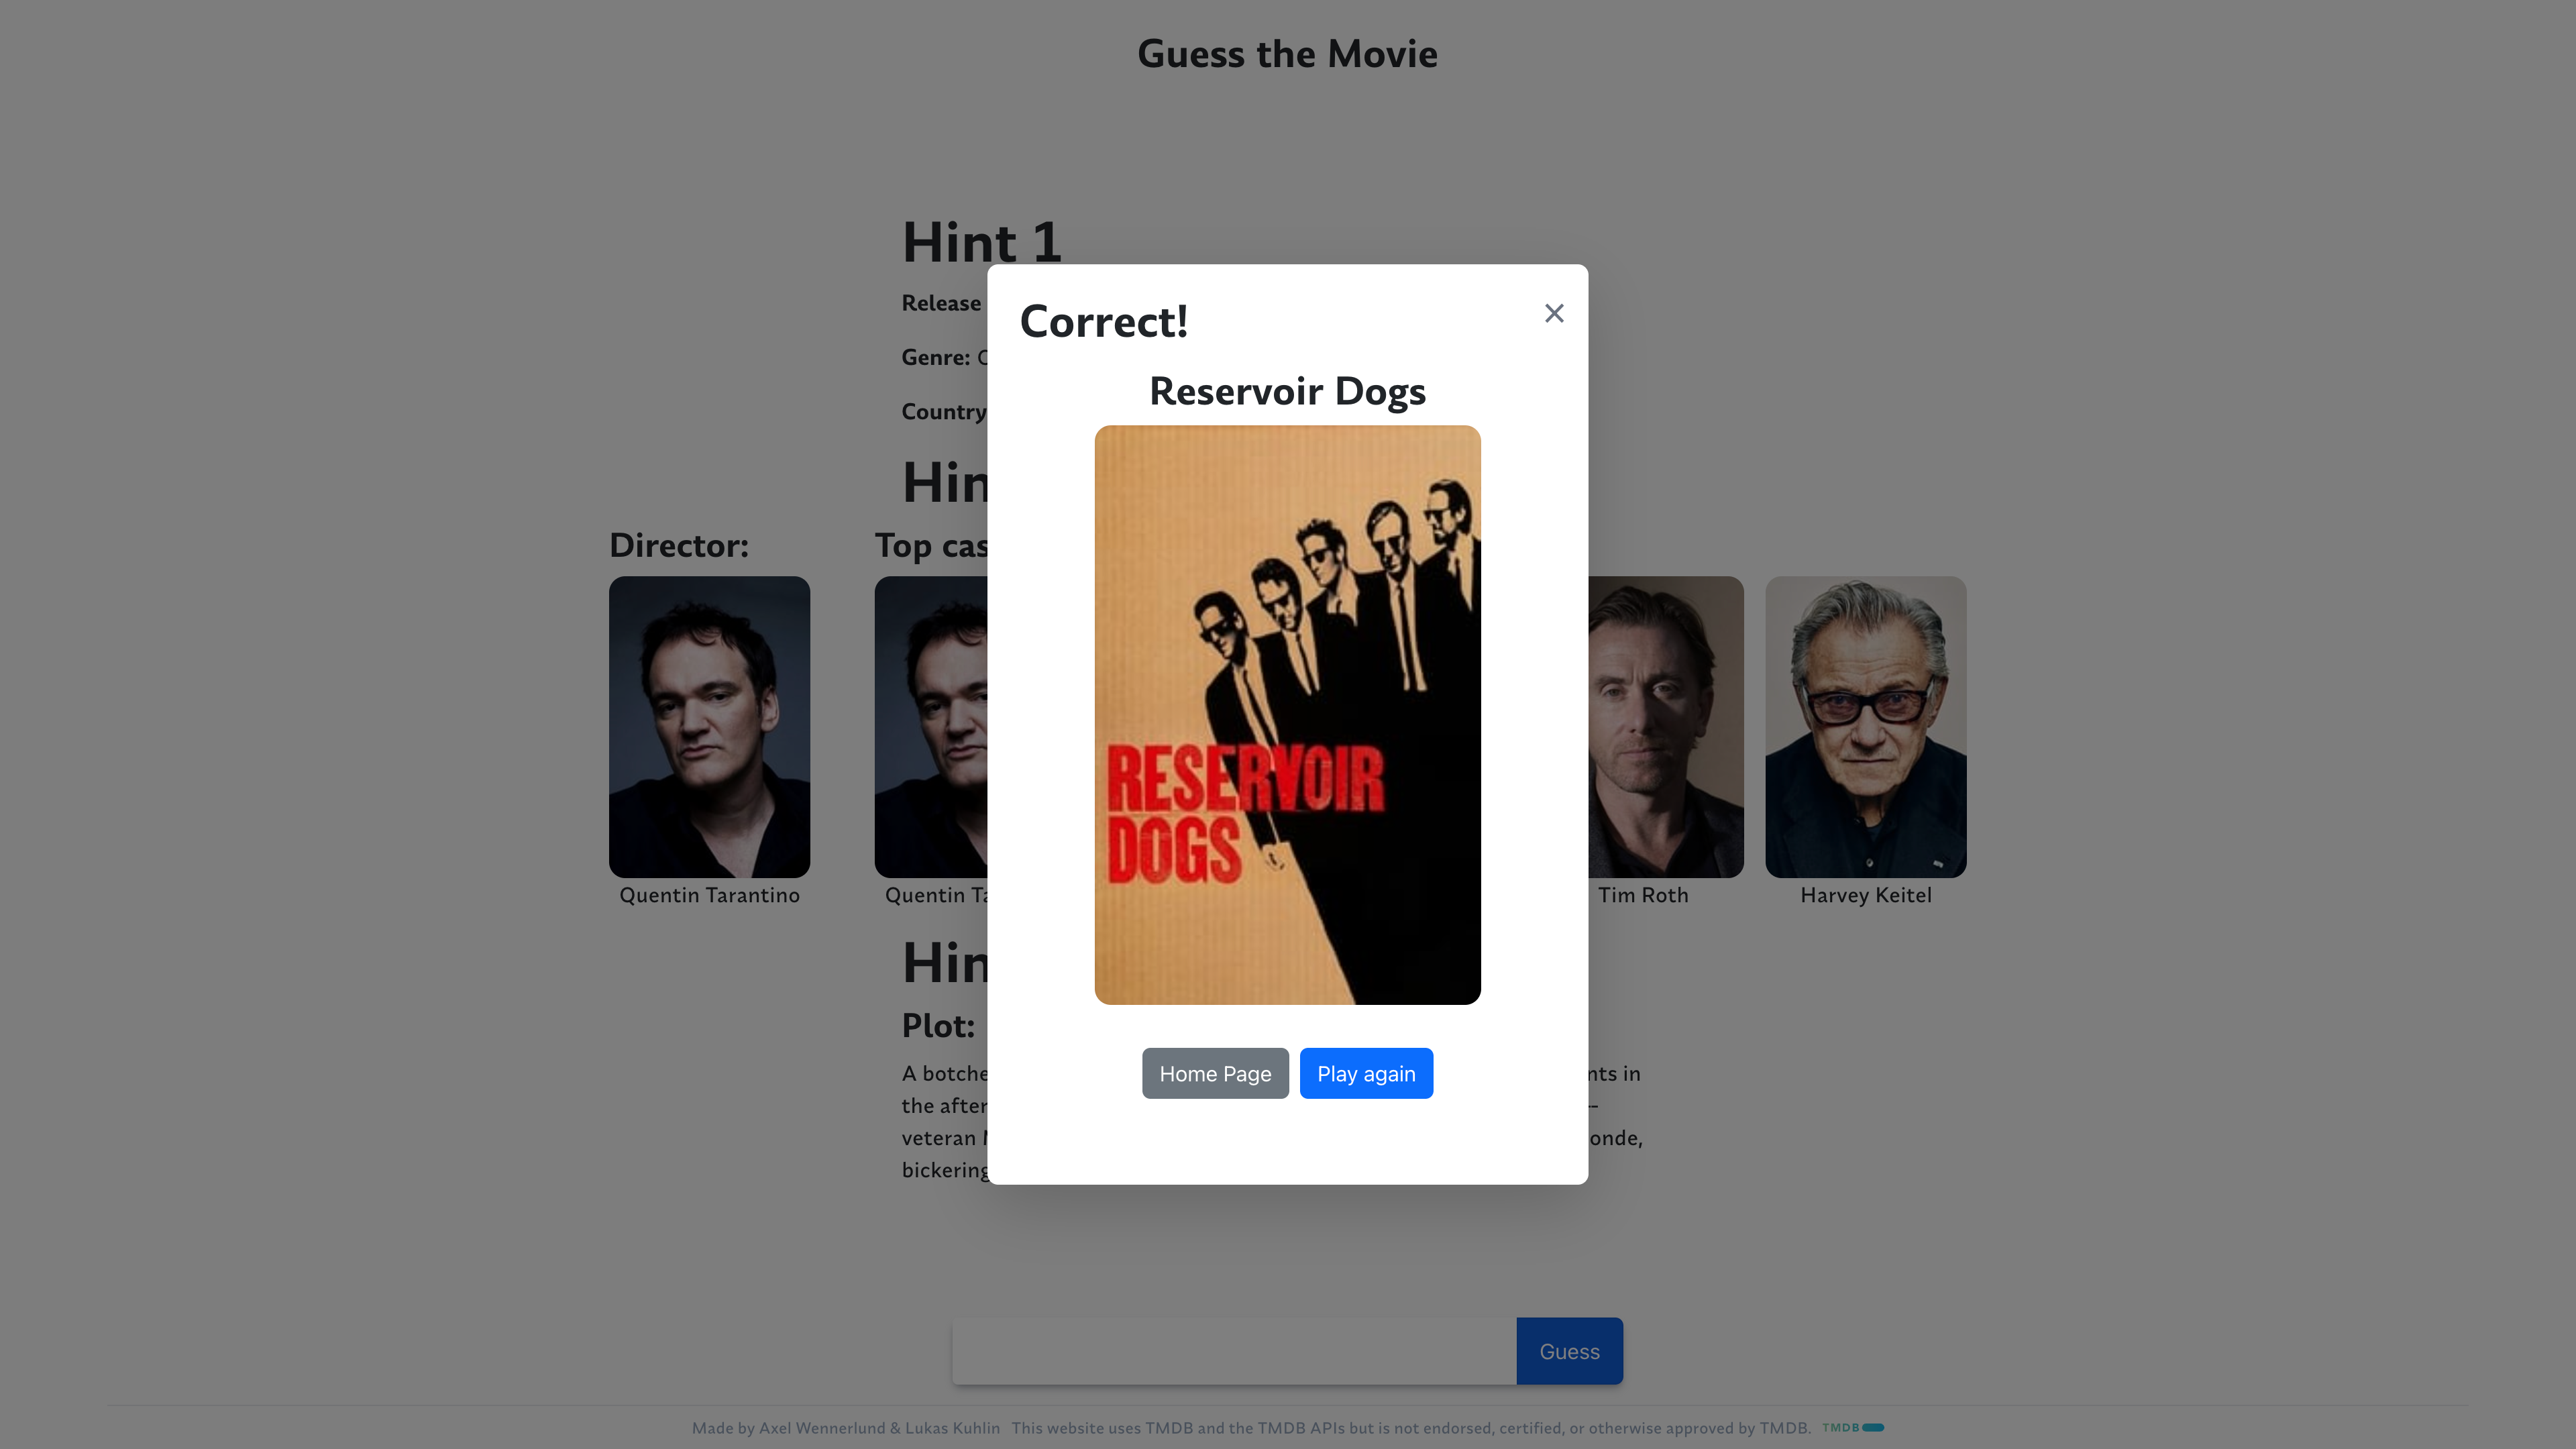 Guess the Movie
Hint 1
Release
Genre:
Country
Correct!
Reservoir Dogs
RESERVOIR
DOGS
Home Page
Play again
Hin
Director:
Top cas
Quentin Tarantino
Quentin Ta
Tim Roth
Harvey Keitel
Hin
Plot:
A botche nts in
the after
veteran onde,
bickering
Guess
Made by Axel Wennerlund & Lukas Kuhlin This website uses TMDB and the TMDB APIs but is not endorsed, certified, or otherwise approved by TMDB. TMDB